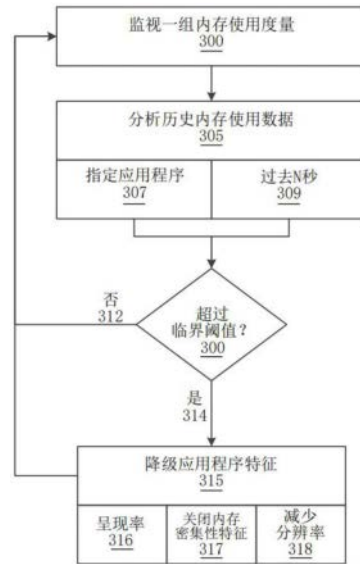 监视一组内存使用度量
300
分析历史内存使用数据
305
指定应用程序
307
过去N秒
309
否
312
超过
临界阈值?
300
是
314
降级应用程序特征
315
呈现率
316
关闭内存
密集性特征
317
减少
分辨率
318